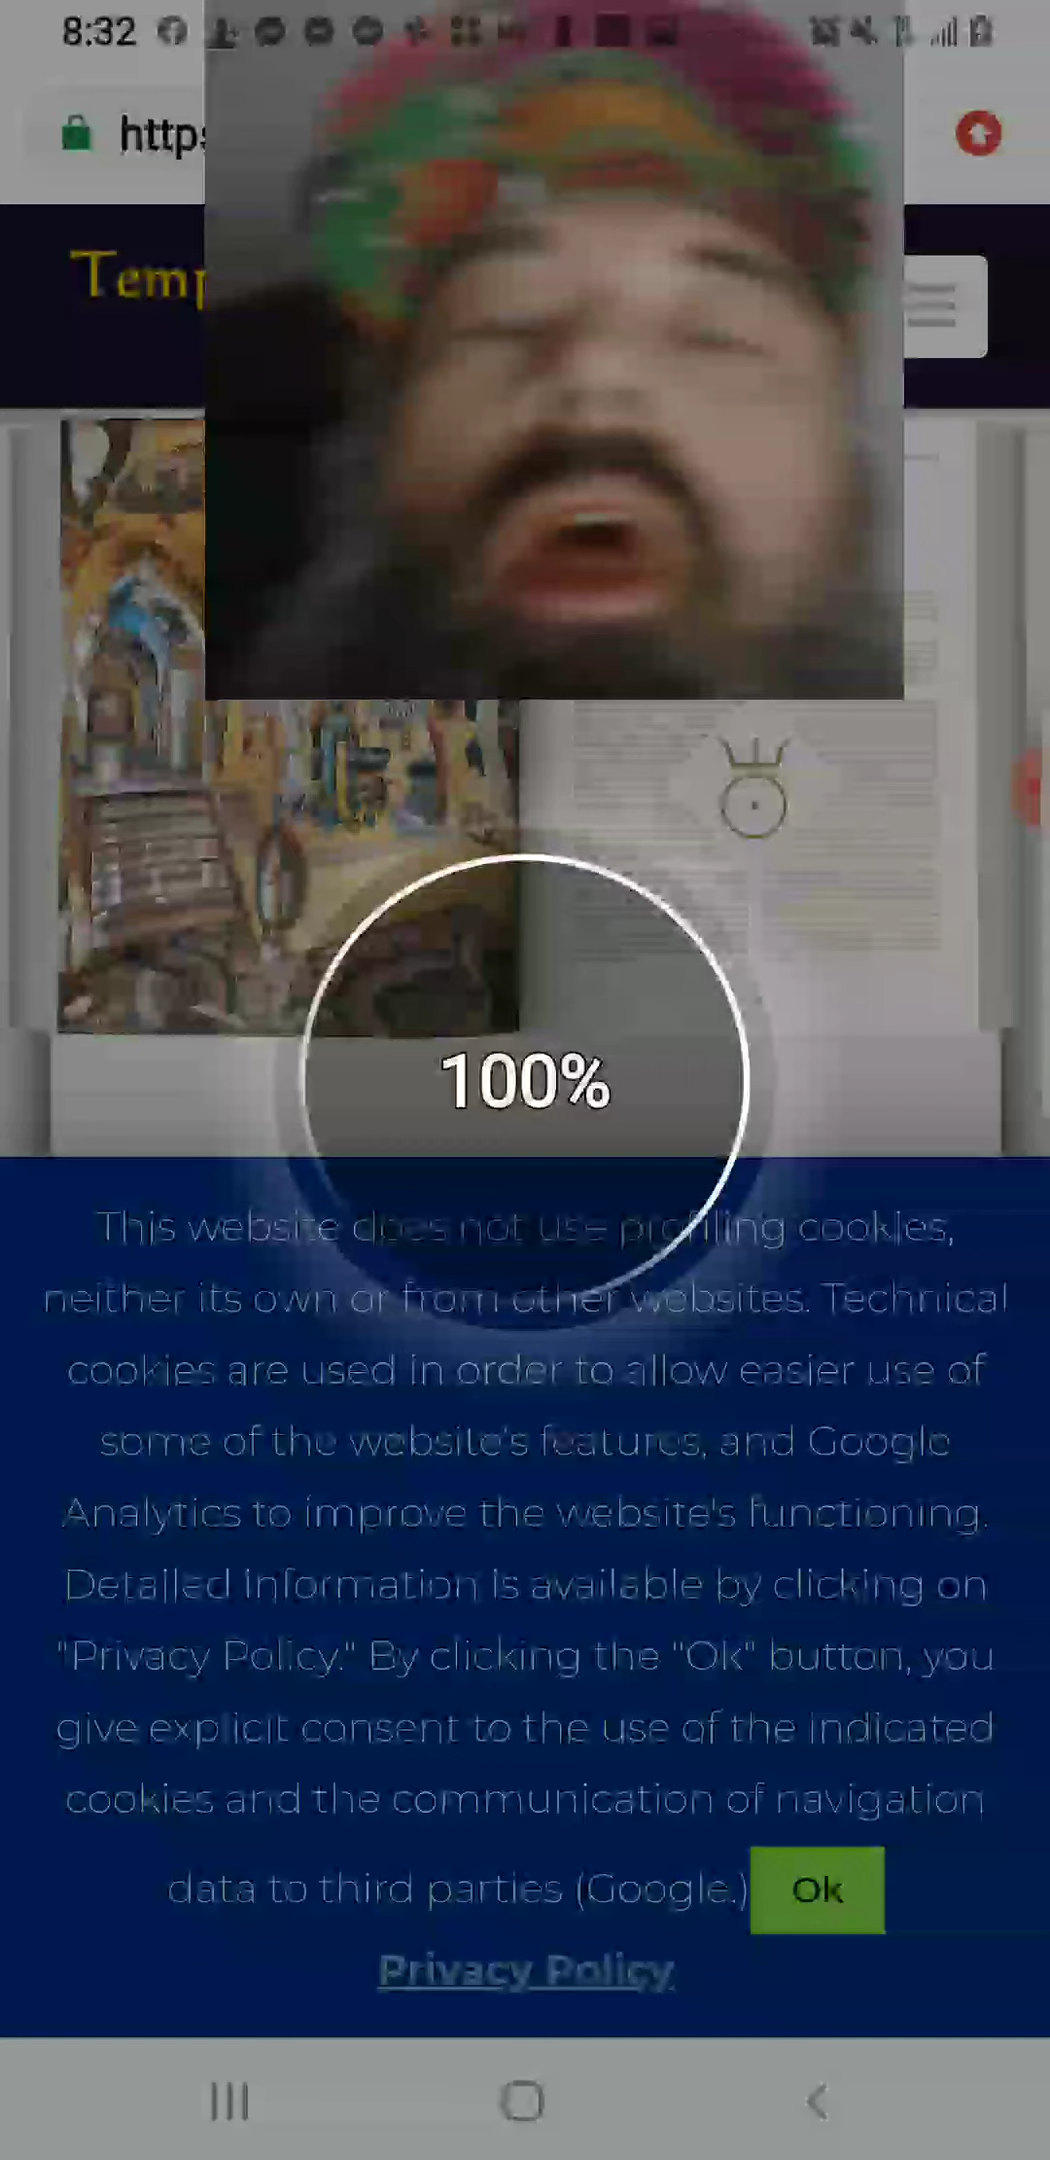 8:32
https
Temp
100%
This website does not use profiling cookies,
neither its own or from other websites. Technical
cookies are used in order to allow easier use of
some of the website's features, and Google
Analytics to improve the website's functioning.
Detailed information is available by clicking on
"Privacy Policy." By clicking the "Ok" button, you
give explicit consent to the use of the indicated
cookies and the communication of navigation
data to third parties (Google.) Ok
Privacy Policy